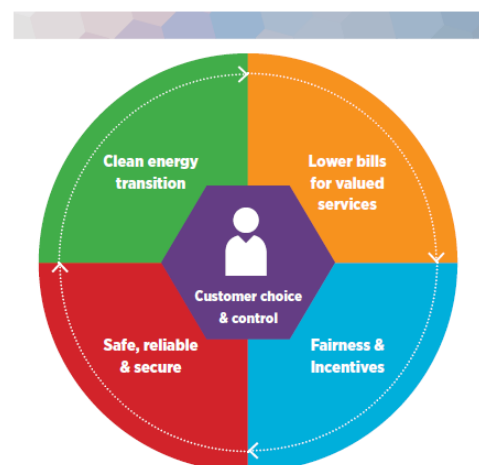 Clean energy
transition
Lower bills
for valued
services
Customer choice
& control
Safe, reliable
& secure
Fairness &
Incentives